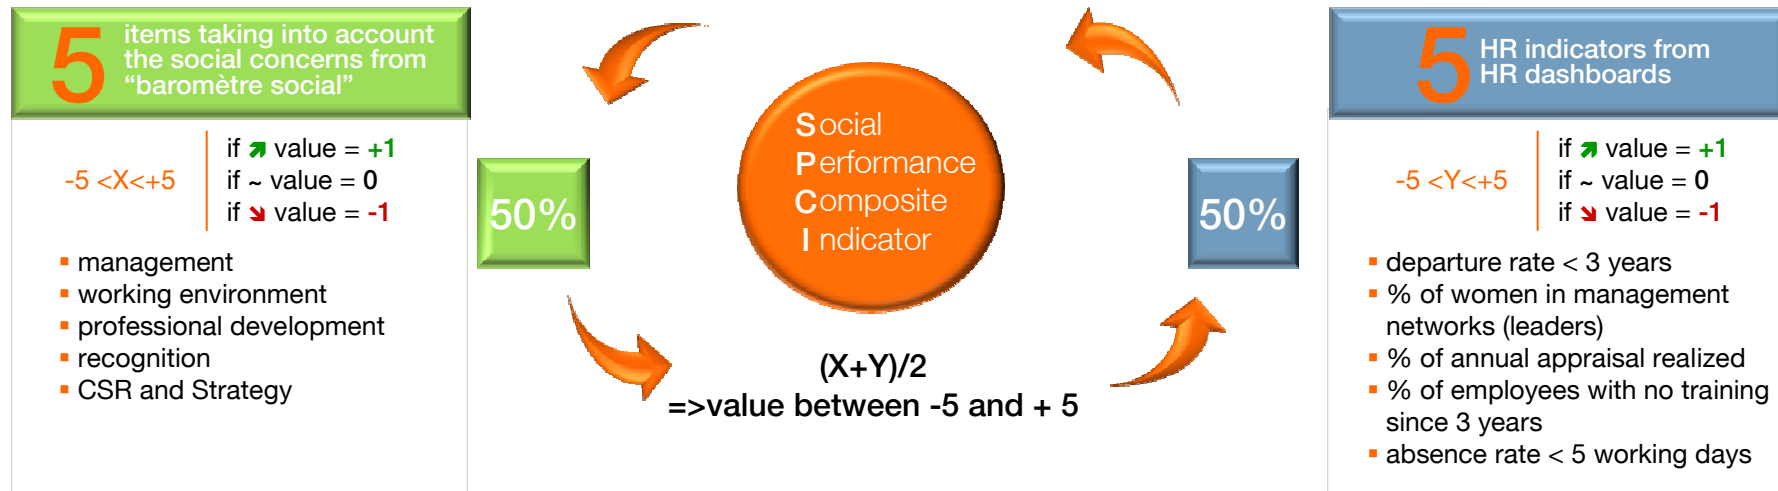 5
items taking into account
the social concerns from
“baromètre social”
-5 <X<+5
if ➚ value = +1
if ~ value = 0
if ➘ value = -1
▪ management
▪ working environment
▪ professional development
▪ recognition
▪ CSR and Strategy
50%
Social
Performance
Composite
Indicator
(X+Y)/2
=>value between -5 and + 5
50%
5
HR indicators from
HR dashboards
-5 <Y<+5
if ➚ value = +1
if ~ value = 0
if ➘ value = -1
▪ departure rate < 3 years
▪ % of women in management
networks (leaders)
▪ % of annual appraisal realized
▪ % of employees with no training
since 3 years
▪ absence rate < 5 working days